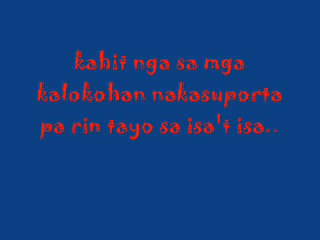 kahit nga sa mga
kalokohan nakasuporta
pa rin tayo sa isa't isa..